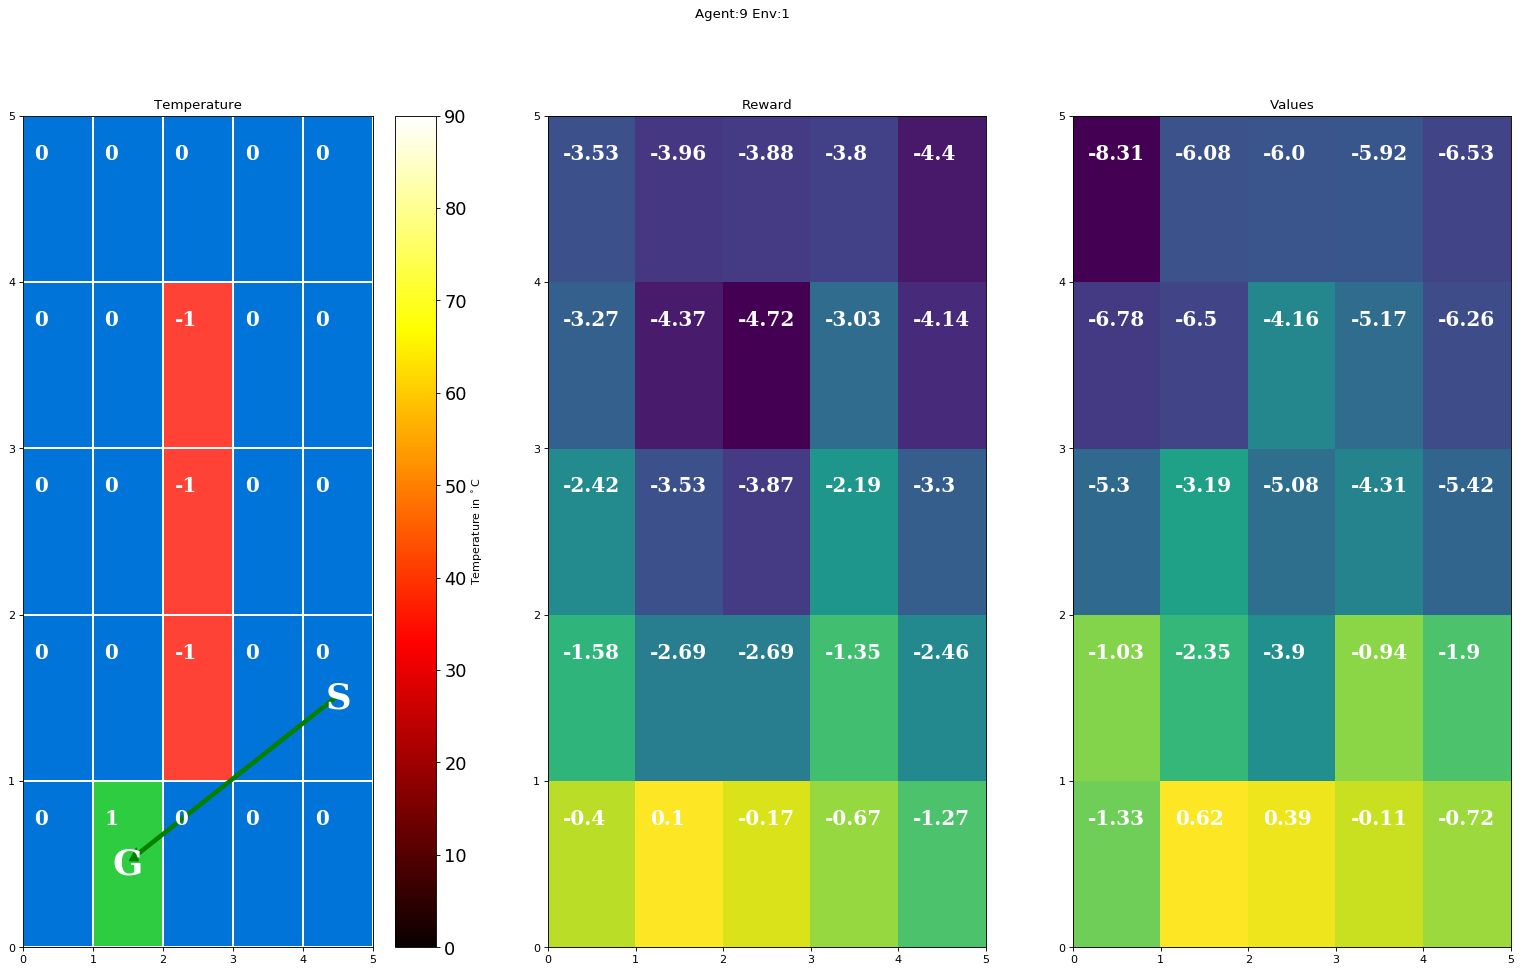 Agent:9 Env:1
Temperature
5
4
3
2
1
0
0 1 2 3 4 5
0 0 0 0 0
0 0 -1 0 0
0 0 -1 0 0
0 0 -1 0 0
S
0 1 0 0 0
G
90
80
70
60
50
40
30
20
10
0
Temperature in °C
Reward
5
4
3
2
1
0
0 1 2 3 4 5
-3.53 -3.96 -3.88 -3.8 -4.4
-3.27 -4.37 -4.72 -3.03 -4.14
-2.42 -3.53 -3.87 -2.19 -3.3
-1.58 -2.69 -2.69 -1.35 -2.46
-0.4 0.1 -0.17 -0.67 -1.27
Values
5
4
3
2
1
0
0 1 2 3 4 5
-8.31 -6.08 -6.0 -5.92 -6.53
-6.78 -6.5 -4.16 -5.17 -6.26
-5.3 -3.19 -5.08 -4.31 -5.42
-1.03 -2.35 -3.9 -0.94 -1.9
-1.33 0.62 0.39 -0.11 -0.72